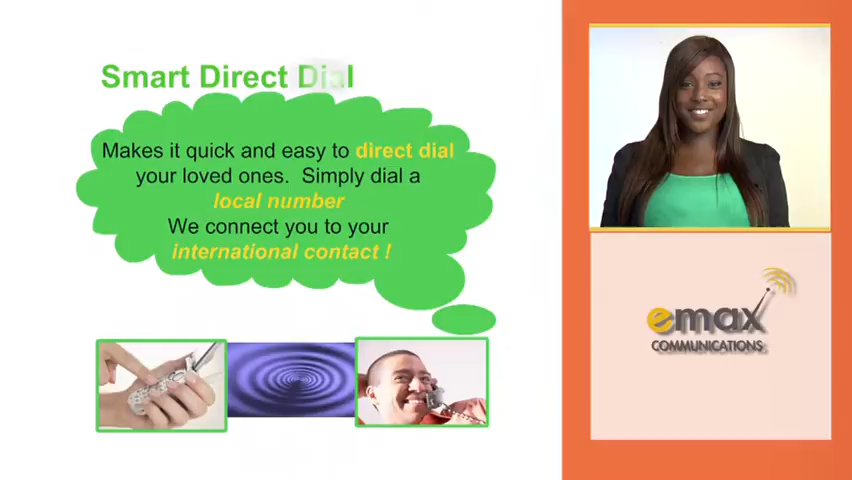 Smart Direct Dial
Makes it quick and easy to direct dial
your loved ones. Simply dial a
local number
We connect you to your
international contact !
emax
COMMUNICATIONS